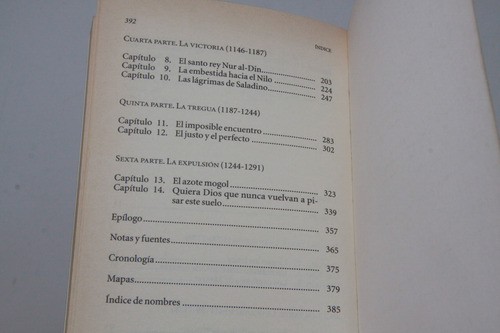 392
CUARTA PARTE. LA VICTORIA (1146-1187) ÍNDICE
Capítulo 8. El santo rey Nur al-Din........ 203
Capítulo 9. La embestida hacia el Nilo........ 224
Capítulo 10. Las lágrimas de Saladino........ 247
QUINTA PARTE. LA TREGUA (1187-1244)
Capítulo 11. El imposible encuentro........ 283
Capítulo 12. El justo y el perfecto........ 302
SEXTA PARTE. LA EXPULSIÓN (1244-1291)
Capítulo 13. El azote mogol........ 323
Capítulo 14. Quiera Dios que nunca vuelvan a pi-
sar este suelo........ 339
Epílogo........ 357
Notas y fuentes........ 365
Cronología........ 375
Mapas........ 379
Índice de nombres........ 385